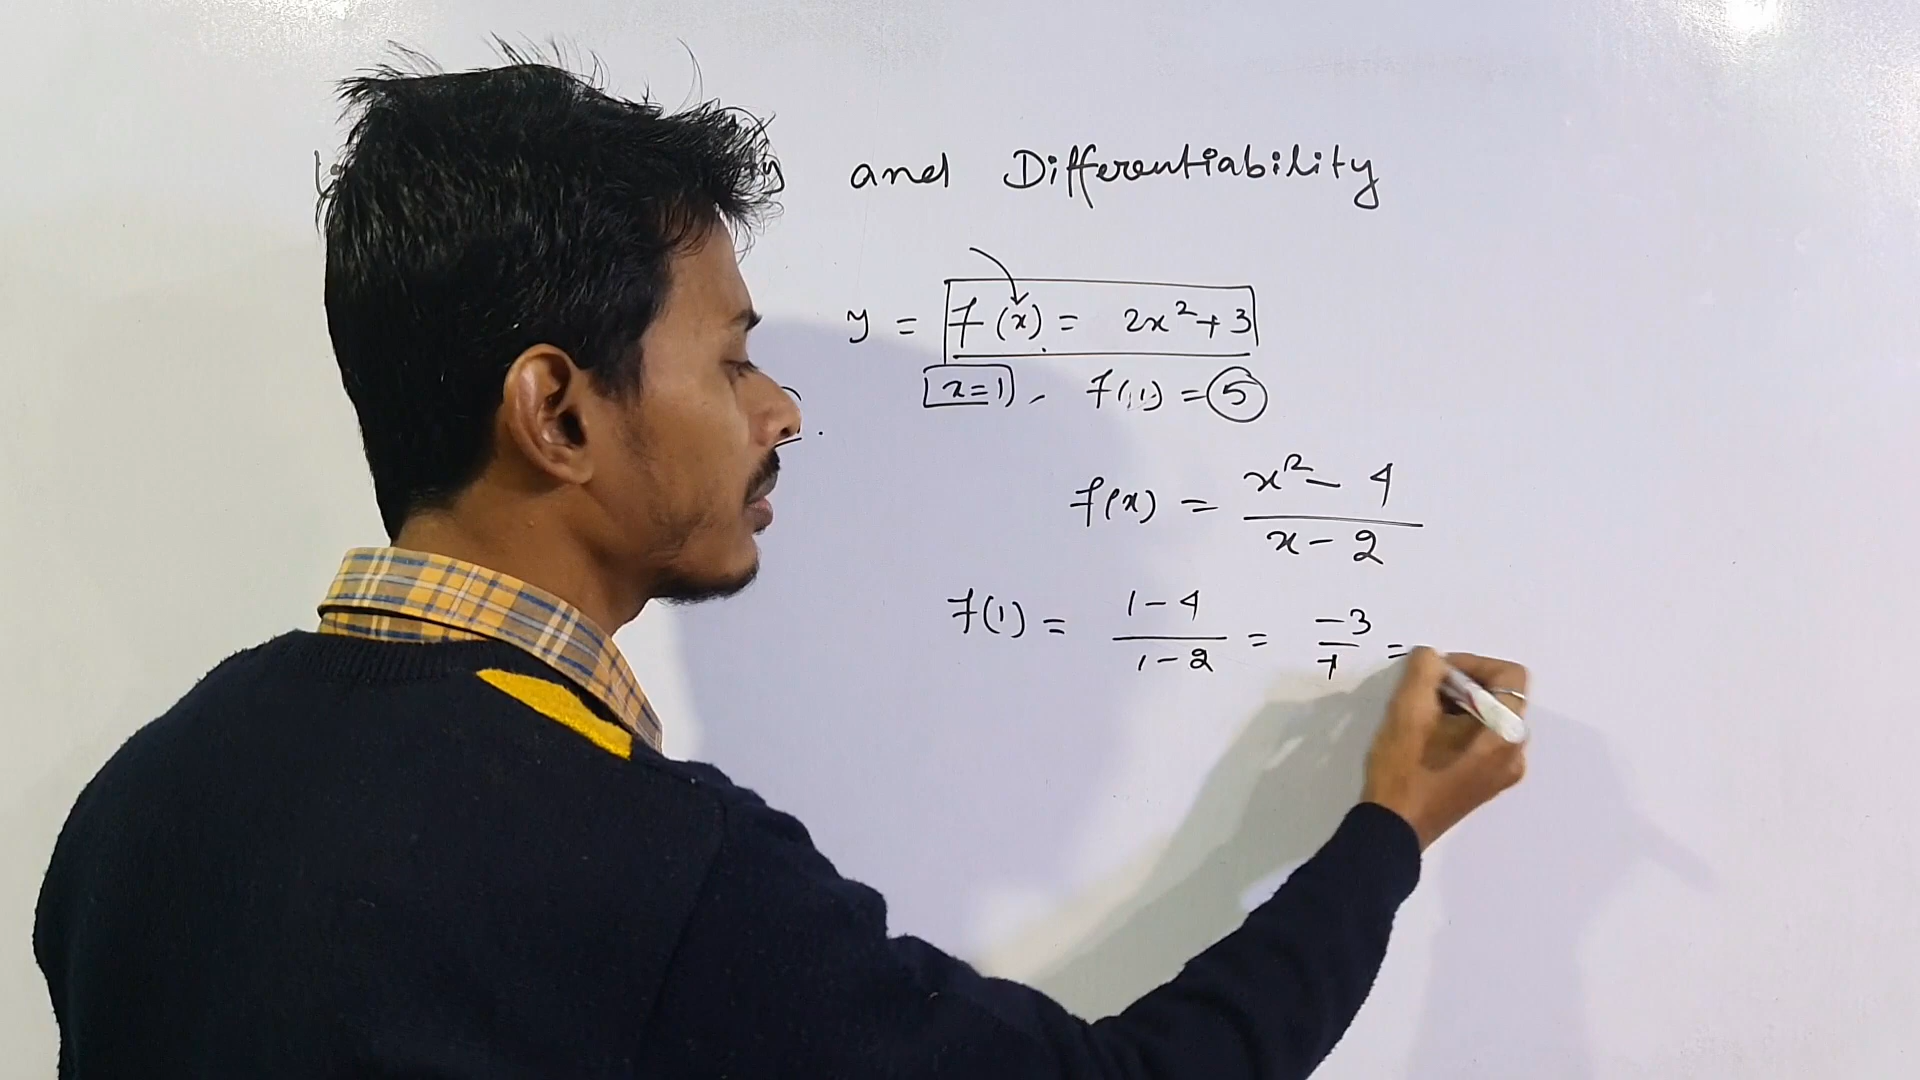 and Differentiability
y = f(x) = 2x²+3
x=1, f(1) = 5
f(x) = x²- 4 / x - 2
f(1) = 1-4 / 1-2 = -3 / -1 =